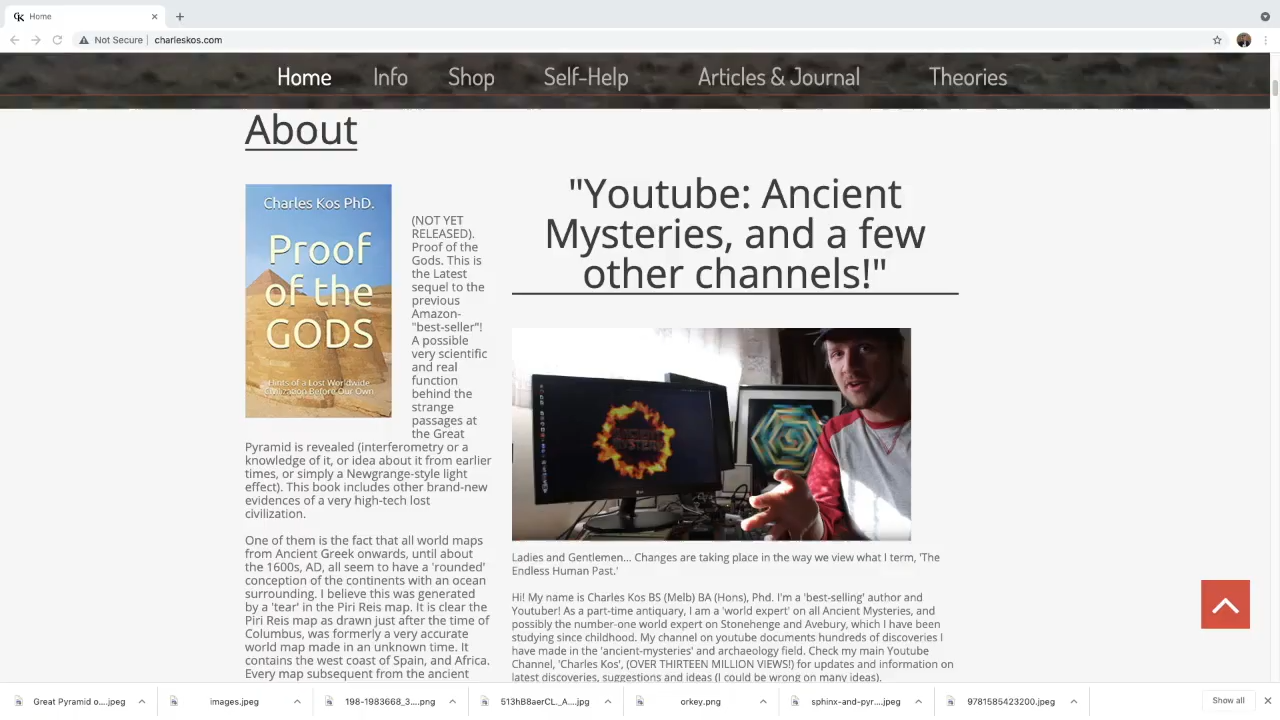 Home
Not Secure
charleskos.com
Home
Info
Shop
Self-Help
Articles & Journal
Theories
About
Charles Kos PhD.
Proof
of the
GODS
Hints of a Lost Worldwide
Civilization Before Our Own
(NOT YET
RELEASED).
Proof of the
Gods. This is
the Latest
sequel to the
previous
Amazon-
"best-seller"!
A possible
very scientific
and real
function
behind the
strange
passages at
the Great
Pyramid is revealed (interferometry or a
knowledge of it, or idea about it from earlier
times, or simply a Newgrange-style light
effect). This book includes other brand-new
evidences of a very high-tech lost
civilization.
One of them is the fact that all world maps
from Ancient Greek onwards, until about
the 1600s, AD, all seem to have a 'rounded'
conception of the continents with an ocean
surrounding. I believe this was generated
by a 'tear' in the Piri Reis map. It is clear the
Piri Reis map as drawn just after the time of
Columbus, was formerly a very accurate
world map made in an unknown time. It
contains the west coast of Spain, and Africa.
Every map subsequent from the ancient
"Youtube: Ancient
Mysteries, and a few
other channels!"
ANCIENT
MYSTERIES
Ladies and Gentlemen... Changes are taking place in the way we view what I term, 'The
Endless Human Past.'
Hi! My name is Charles Kos BS (Melb) BA (Hons), Phd. I'm a 'best-selling' author and
Youtuber! As a part-time antiquary, I am a 'world expert' on all Ancient Mysteries, and
possibly the number-one world expert on Stonehenge and Avebury, which I have been
studying since childhood. My channel on youtube documents hundreds of discoveries I
have made in the 'ancient-mysteries' and archaeology field. Check my main Youtube
Channel, 'Charles Kos', (OVER THIRTEEN MILLION VIEWS!) for updates and information on
latest discoveries, suggestions and ideas (I could be wrong on many ideas).
Great Pyramid o....jpeg
images.jpeg
198-1983668_3....png
513hB8aerCL._A....jpg
orkey.png
sphinx-and-pyr....jpeg
9781585423200.jpeg
Show all